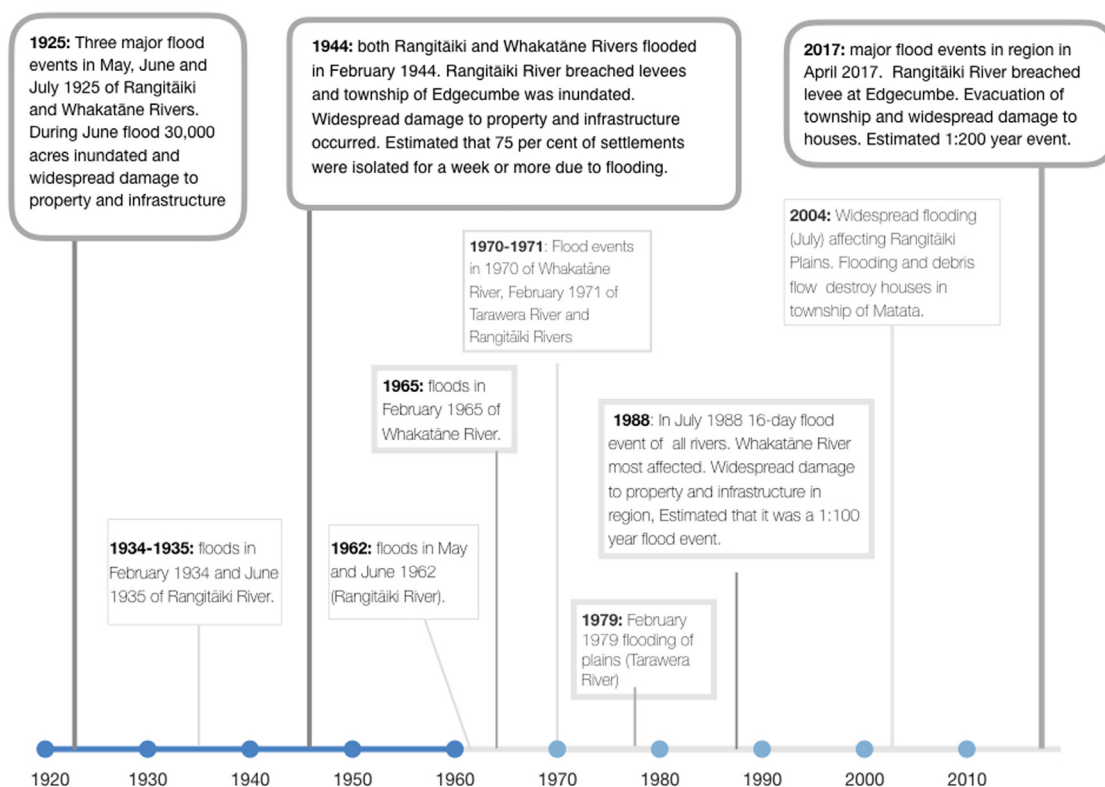 1925: Three major flood
events in May, June and
July 1925 of Rangitāiki
and Whakatāne Rivers.
During June flood 30,000
acres inundated and
widespread damage to
property and infrastructure
1944: both Rangitāiki and Whakatāne Rivers flooded
in February 1944. Rangitāiki River breached levees
and township of Edgecumbe was inundated.
Widespread damage to property and infrastructure
occurred. Estimated that 75 per cent of settlements
were isolated for a week or more due to flooding.
2017: major flood events in region in
April 2017. Rangitāiki River breached
levee at Edgecumbe. Evacuation of
township and widespread damage to
houses. Estimated 1:200 year event.
1970-1971: Flood events
in 1970 of Whakatāne
River, February 1971 of
Tarawera River and
Rangitāiki Rivers
2004: Widespread flooding
(July) affecting Rangitāiki
Plains. Flooding and debris
flow destroy houses in
township of Matata.
1965: floods in
February 1965 of
Whakatāne River.
1988: In July 1988 16-day flood
event of all rivers. Whakatāne River
most affected. Widespread damage
to property and infrastructure in
region, Estimated that it was a 1:100
year flood event.
1934-1935: floods in
February 1934 and June
1935 of Rangitāiki River.
1962: floods in May
and June 1962
(Rangitāiki River).
1979: February
1979 flooding of
plains (Tarawera
River)
1920 1930 1940 1950 1960 1970 1980 1990 2000 2010